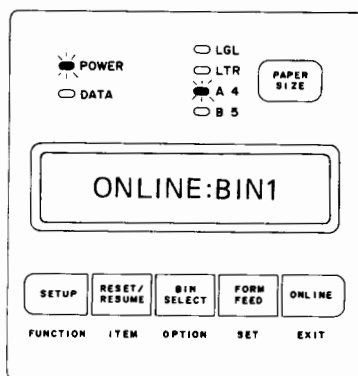 POWER
DATA
LGL
LTR
A 4
B 5
PAPER
SIZE
ONLINE:BIN1
SETUP
RESET/
RESUME
BIN
SELECT
FORM
FEED
ONLINE
FUNCTION ITEM OPTION SET EXIT